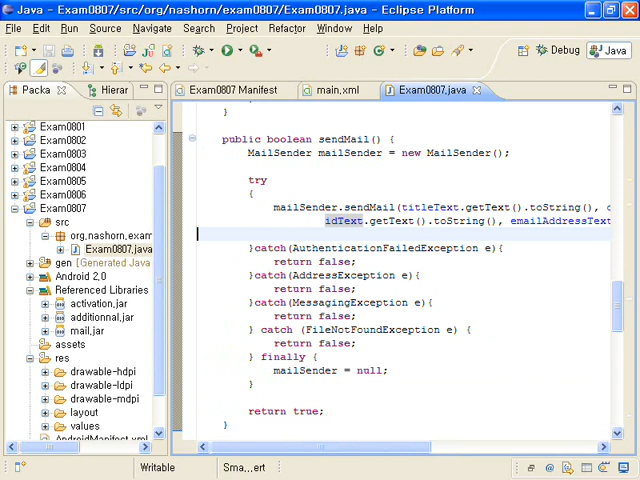 Java - Exam0807/src/org/nashorn/exam0807/Exam0807.java - Eclipse Platform
File Edit Run Source Navigate Search Project Refactor Window Help
Debug Java
Packa Hierar
Exam0807 Manifest main.xml Exam0807.java
Exam0801
Exam0802
Exam0803
Exam0804
Exam0805
Exam0806
Exam0807
src
org.nashorn.exam
Exam0807.java
gen [Generated Java
Android 2.0
Referenced Libraries
activation.jar
additionnal.jar
mail.jar
assets
res
drawable-hdpi
drawable-ldpi
drawable-mdpi
layout
values
AndroidManifest.xml
}
public boolean sendMail() {
MailSender mailSender = new MailSender();
try
{
mailSender.sendMail(titleText.getText().toString(),
idText.getText().toString(), emailAddressText
}catch(AuthenticationFailedException e){
return false;
}catch(AddressException e){
return false;
}catch(MessagingException e){
return false;
} catch (FileNotFoundException e) {
return false;
} finally {
mailSender = null;
}
return true;
}
Writable Sma...ert